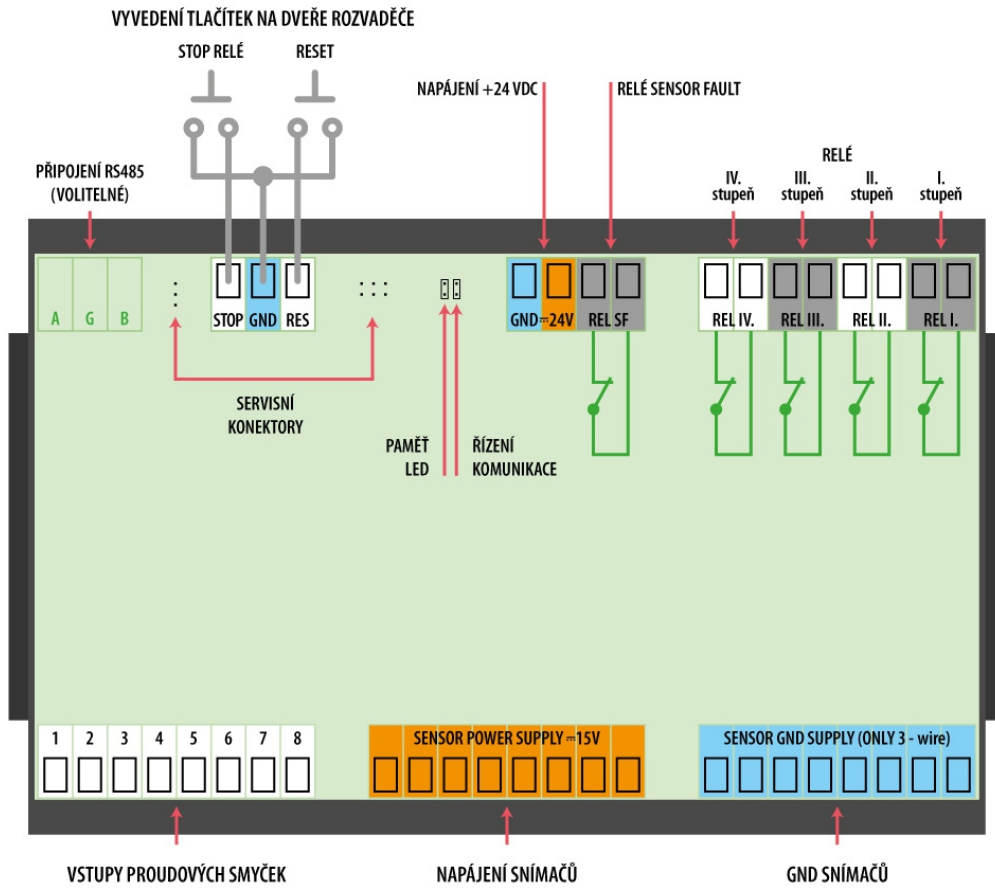 VYVEDENÍ TLAČÍTEK NA DVEŘE ROZVADĚČE
STOP RELÉ
RESET
NAPÁJENÍ +24 VDC
RELÉ SENSOR FAULT
PŘIPOJENÍ RS485
(VOLITELNÉ)
RELÉ
IV.
stupeň
III.
stupeň
II.
stupeň
I.
stupeň
A G B
STOP GND RES
GND⎓24V REL SF
REL IV. REL III. REL II. REL I.
SERVISNÍ
KONEKTORY
PAMĚŤ
LED
ŘÍZENÍ
KOMUNIKACE
1 2 3 4 5 6 7 8
SENSOR POWER SUPPLY ⎓15V
SENSOR GND SUPPLY (ONLY 3 - wire)
VSTUPY PROUDOVÝCH SMYČEK
NAPÁJENÍ SNÍMAČŮ
GND SNÍMAČŮ